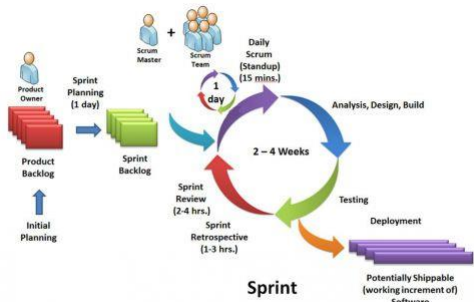 Scrum
Master
Scrum
Team
Product
Owner
Sprint
Planning
(1 day)
Daily
Scrum
(Standup)
(15 mins.)
1
day
Analysis, Design, Build
2 – 4 Weeks
Product
Backlog
Sprint
Backlog
Initial
Planning
Sprint
Review
(2-4 hrs.)
Sprint
Retrospective
(1-3 hrs.)
Testing
Deployment
Sprint
Potentially Shippable
(working increment of)
Software